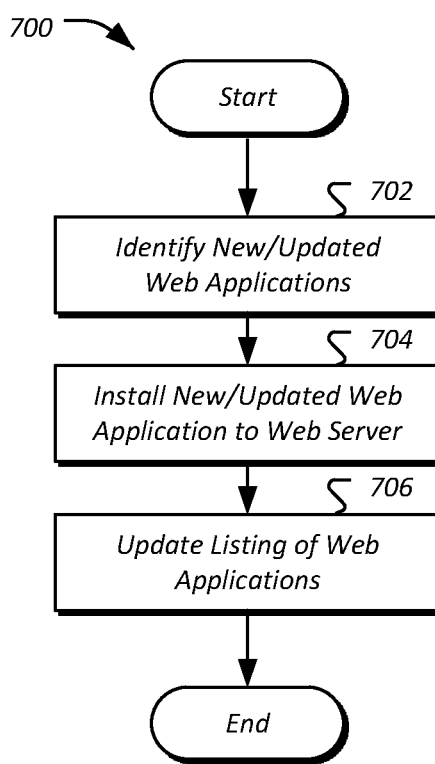 700
Start
702
Identify New/Updated
Web Applications
704
Install New/Updated Web
Application to Web Server
706
Update Listing of Web
Applications
End